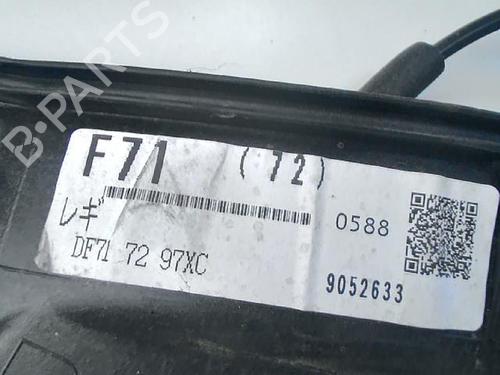 B-PARTS
F71 (72)
レギ 0588
DF71 72 97XC
9052633